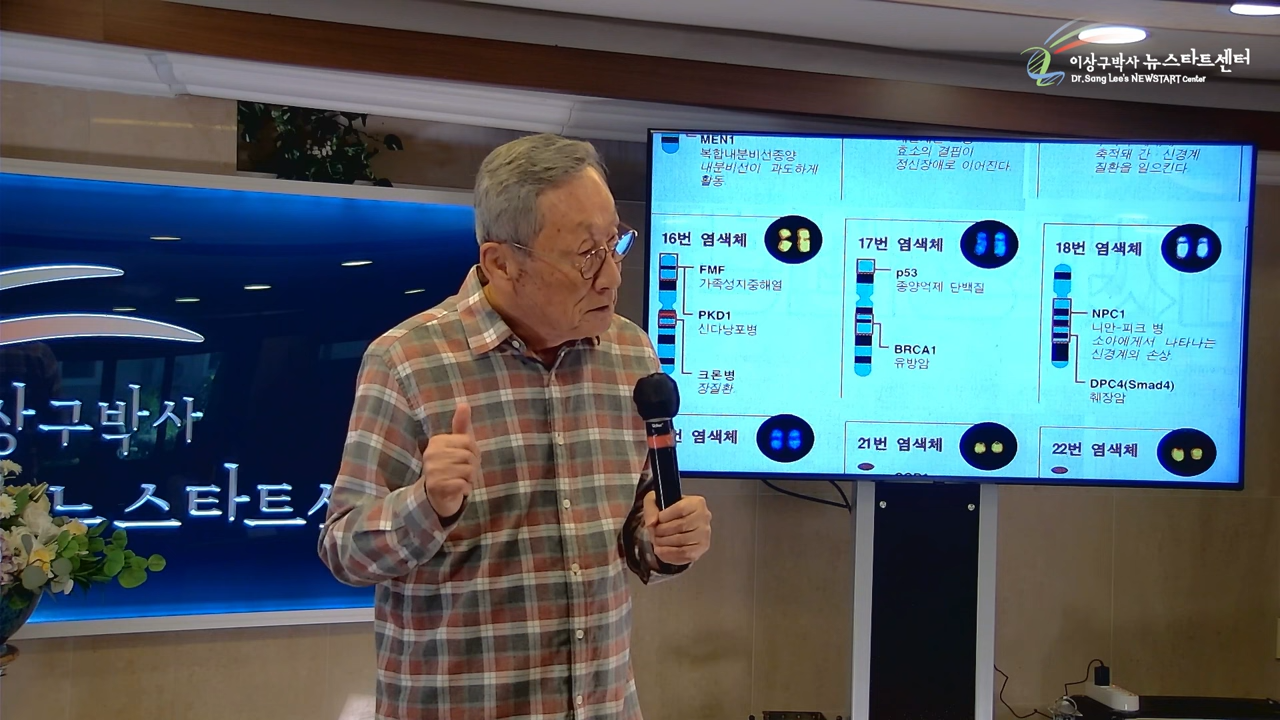 이상구박사 뉴스타트센터
Dr. Sang Lee's NEWSTART Center
MEN1
복합내분비선종양
내분비선이 과도하게
활동.
효소의 결핍이
정신장애로 이어진다.
축적돼 간·신경계
질환을 일으킨다.
16번 염색체
FMF
가족성지중해열
PKD1
신다낭포병
크론병
장질환.
17번 염색체
p53
종양억제 단백질
BRCA1
유방암
18번 염색체
NPC1
니안-피크 병
소아에게서 나타나는
신경계의 손상.
DPC4(Smad4)
췌장암
번 염색체
21번 염색체
22번 염색체
상구박사
뉴스타트